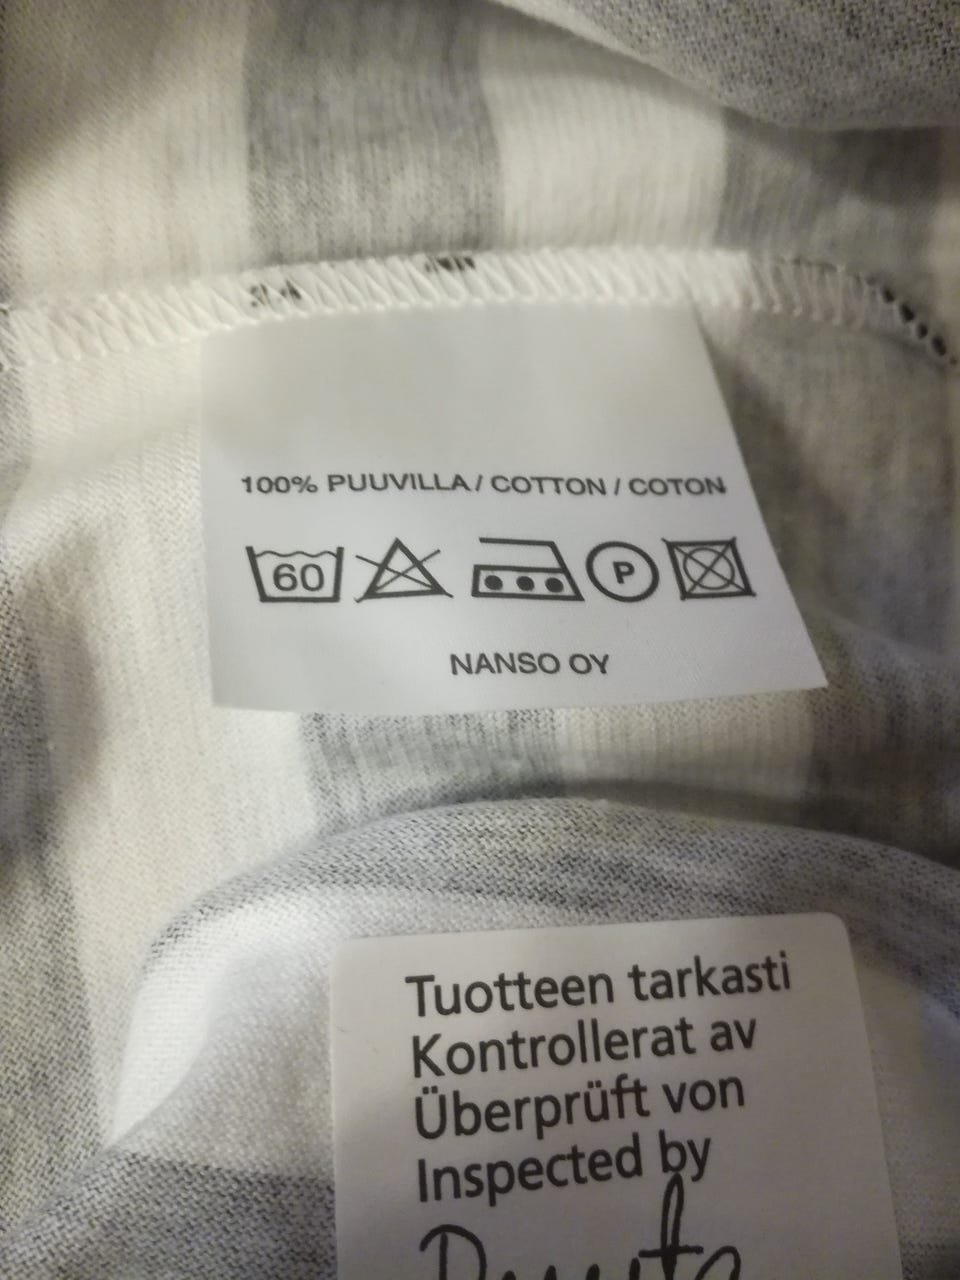 100% PUUVILLA / COTTON / COTON
60 P
NANSO OY
Tuotteen tarkasti
Kontrollerat av
Überprüft von
Inspected by